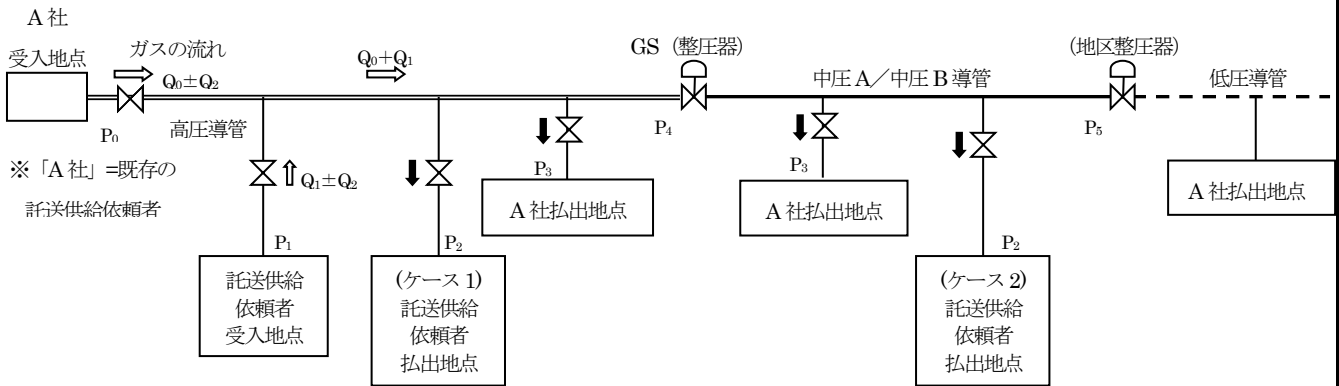 A社
受入地点
ガスの流れ
Q₀±Q₂
Q₀+Q₁
GS（整圧器）
中圧A／中圧B 導管
（地区整圧器）
低圧導管
P₀
高圧導管
P₄
P₅
※「A社」=既存の
託送供給依頼者
Q₁±Q₂
P₃
A社払出地点
P₃
A社払出地点
A社払出地点
P₁
託送供給
依頼者
受入地点
P₂
(ケース1)
託送供給
依頼者
払出地点
P₂
(ケース2)
託送供給
依頼者
払出地点